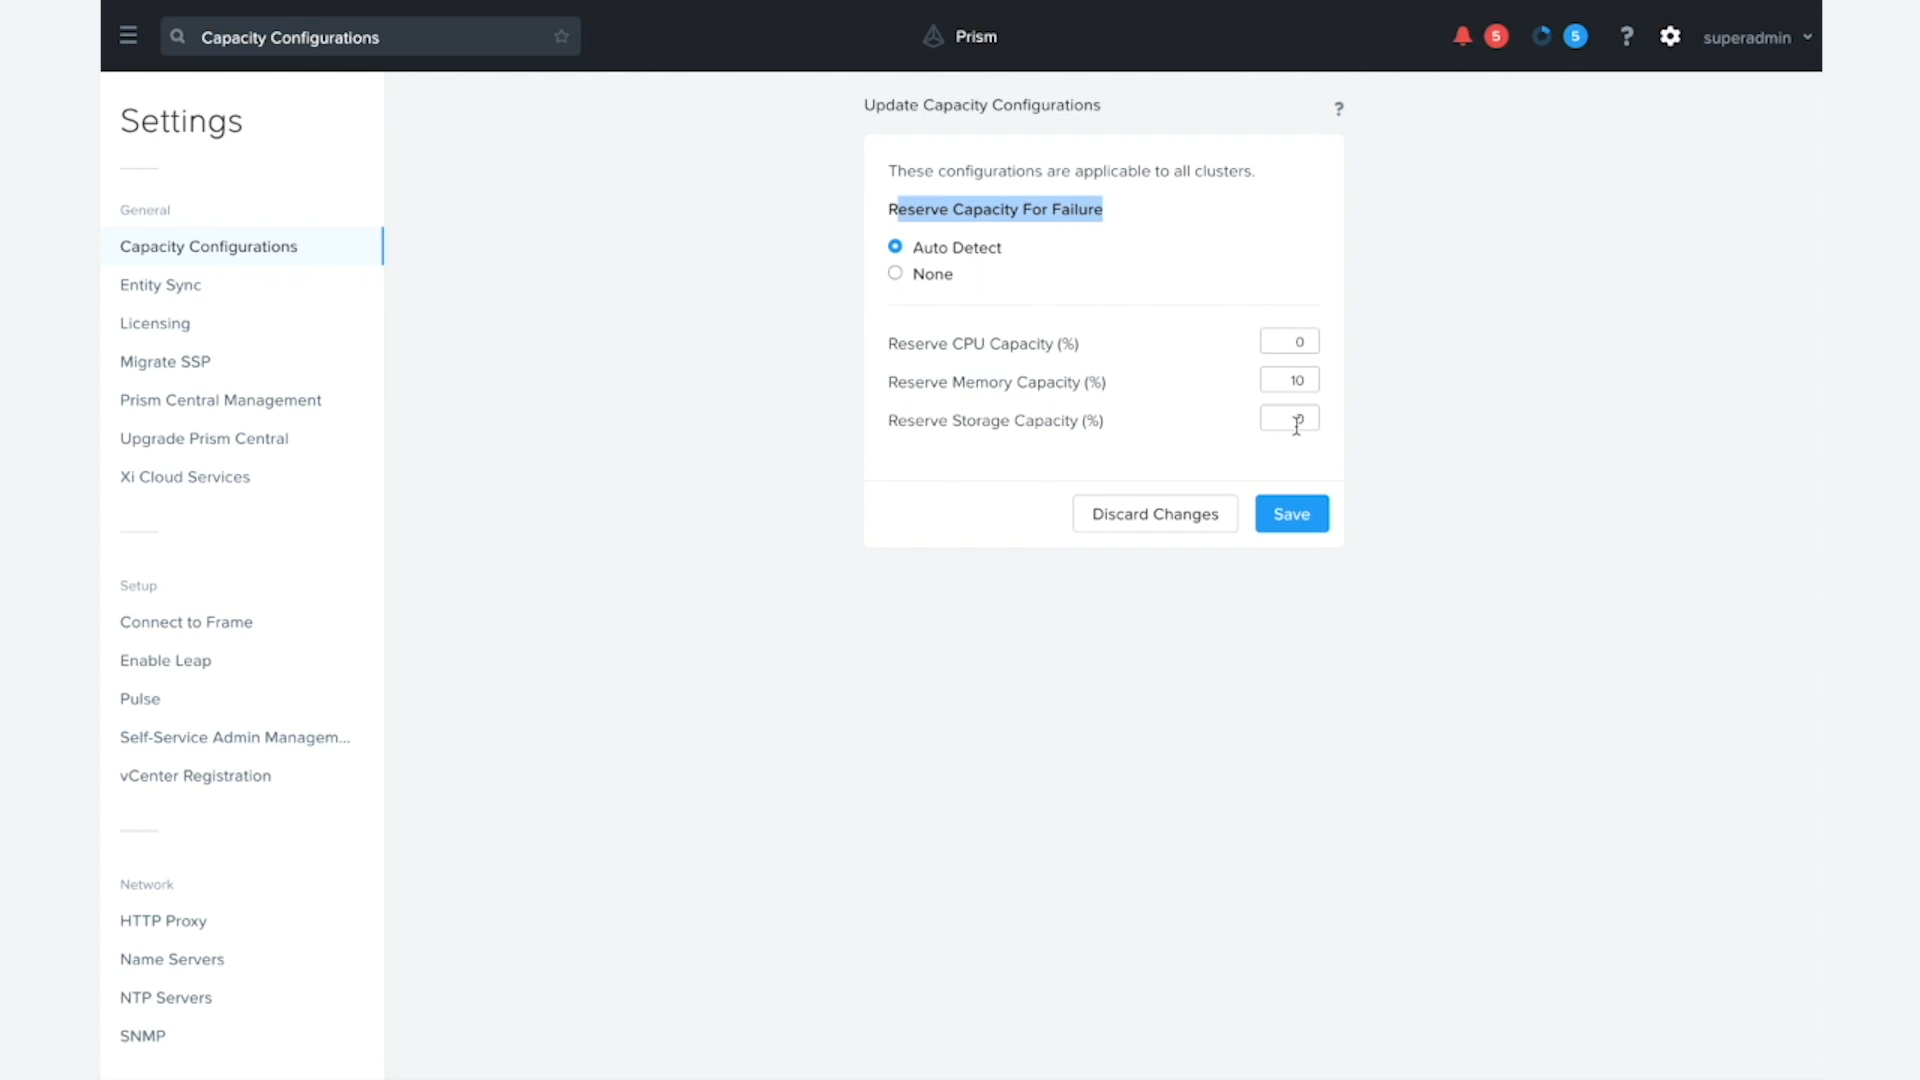 Capacity Configurations
Prism
5
5
?
superadmin
Settings
General
Capacity Configurations
Entity Sync
Licensing
Migrate SSP
Prism Central Management
Upgrade Prism Central
Xi Cloud Services
Setup
Connect to Frame
Enable Leap
Pulse
Self-Service Admin Managem...
vCenter Registration
Network
HTTP Proxy
Name Servers
NTP Servers
SNMP
Update Capacity Configurations
?
These configurations are applicable to all clusters.
Reserve Capacity For Failure
Auto Detect
None
Reserve CPU Capacity (%)
0
Reserve Memory Capacity (%)
10
Reserve Storage Capacity (%)
Discard Changes
Save